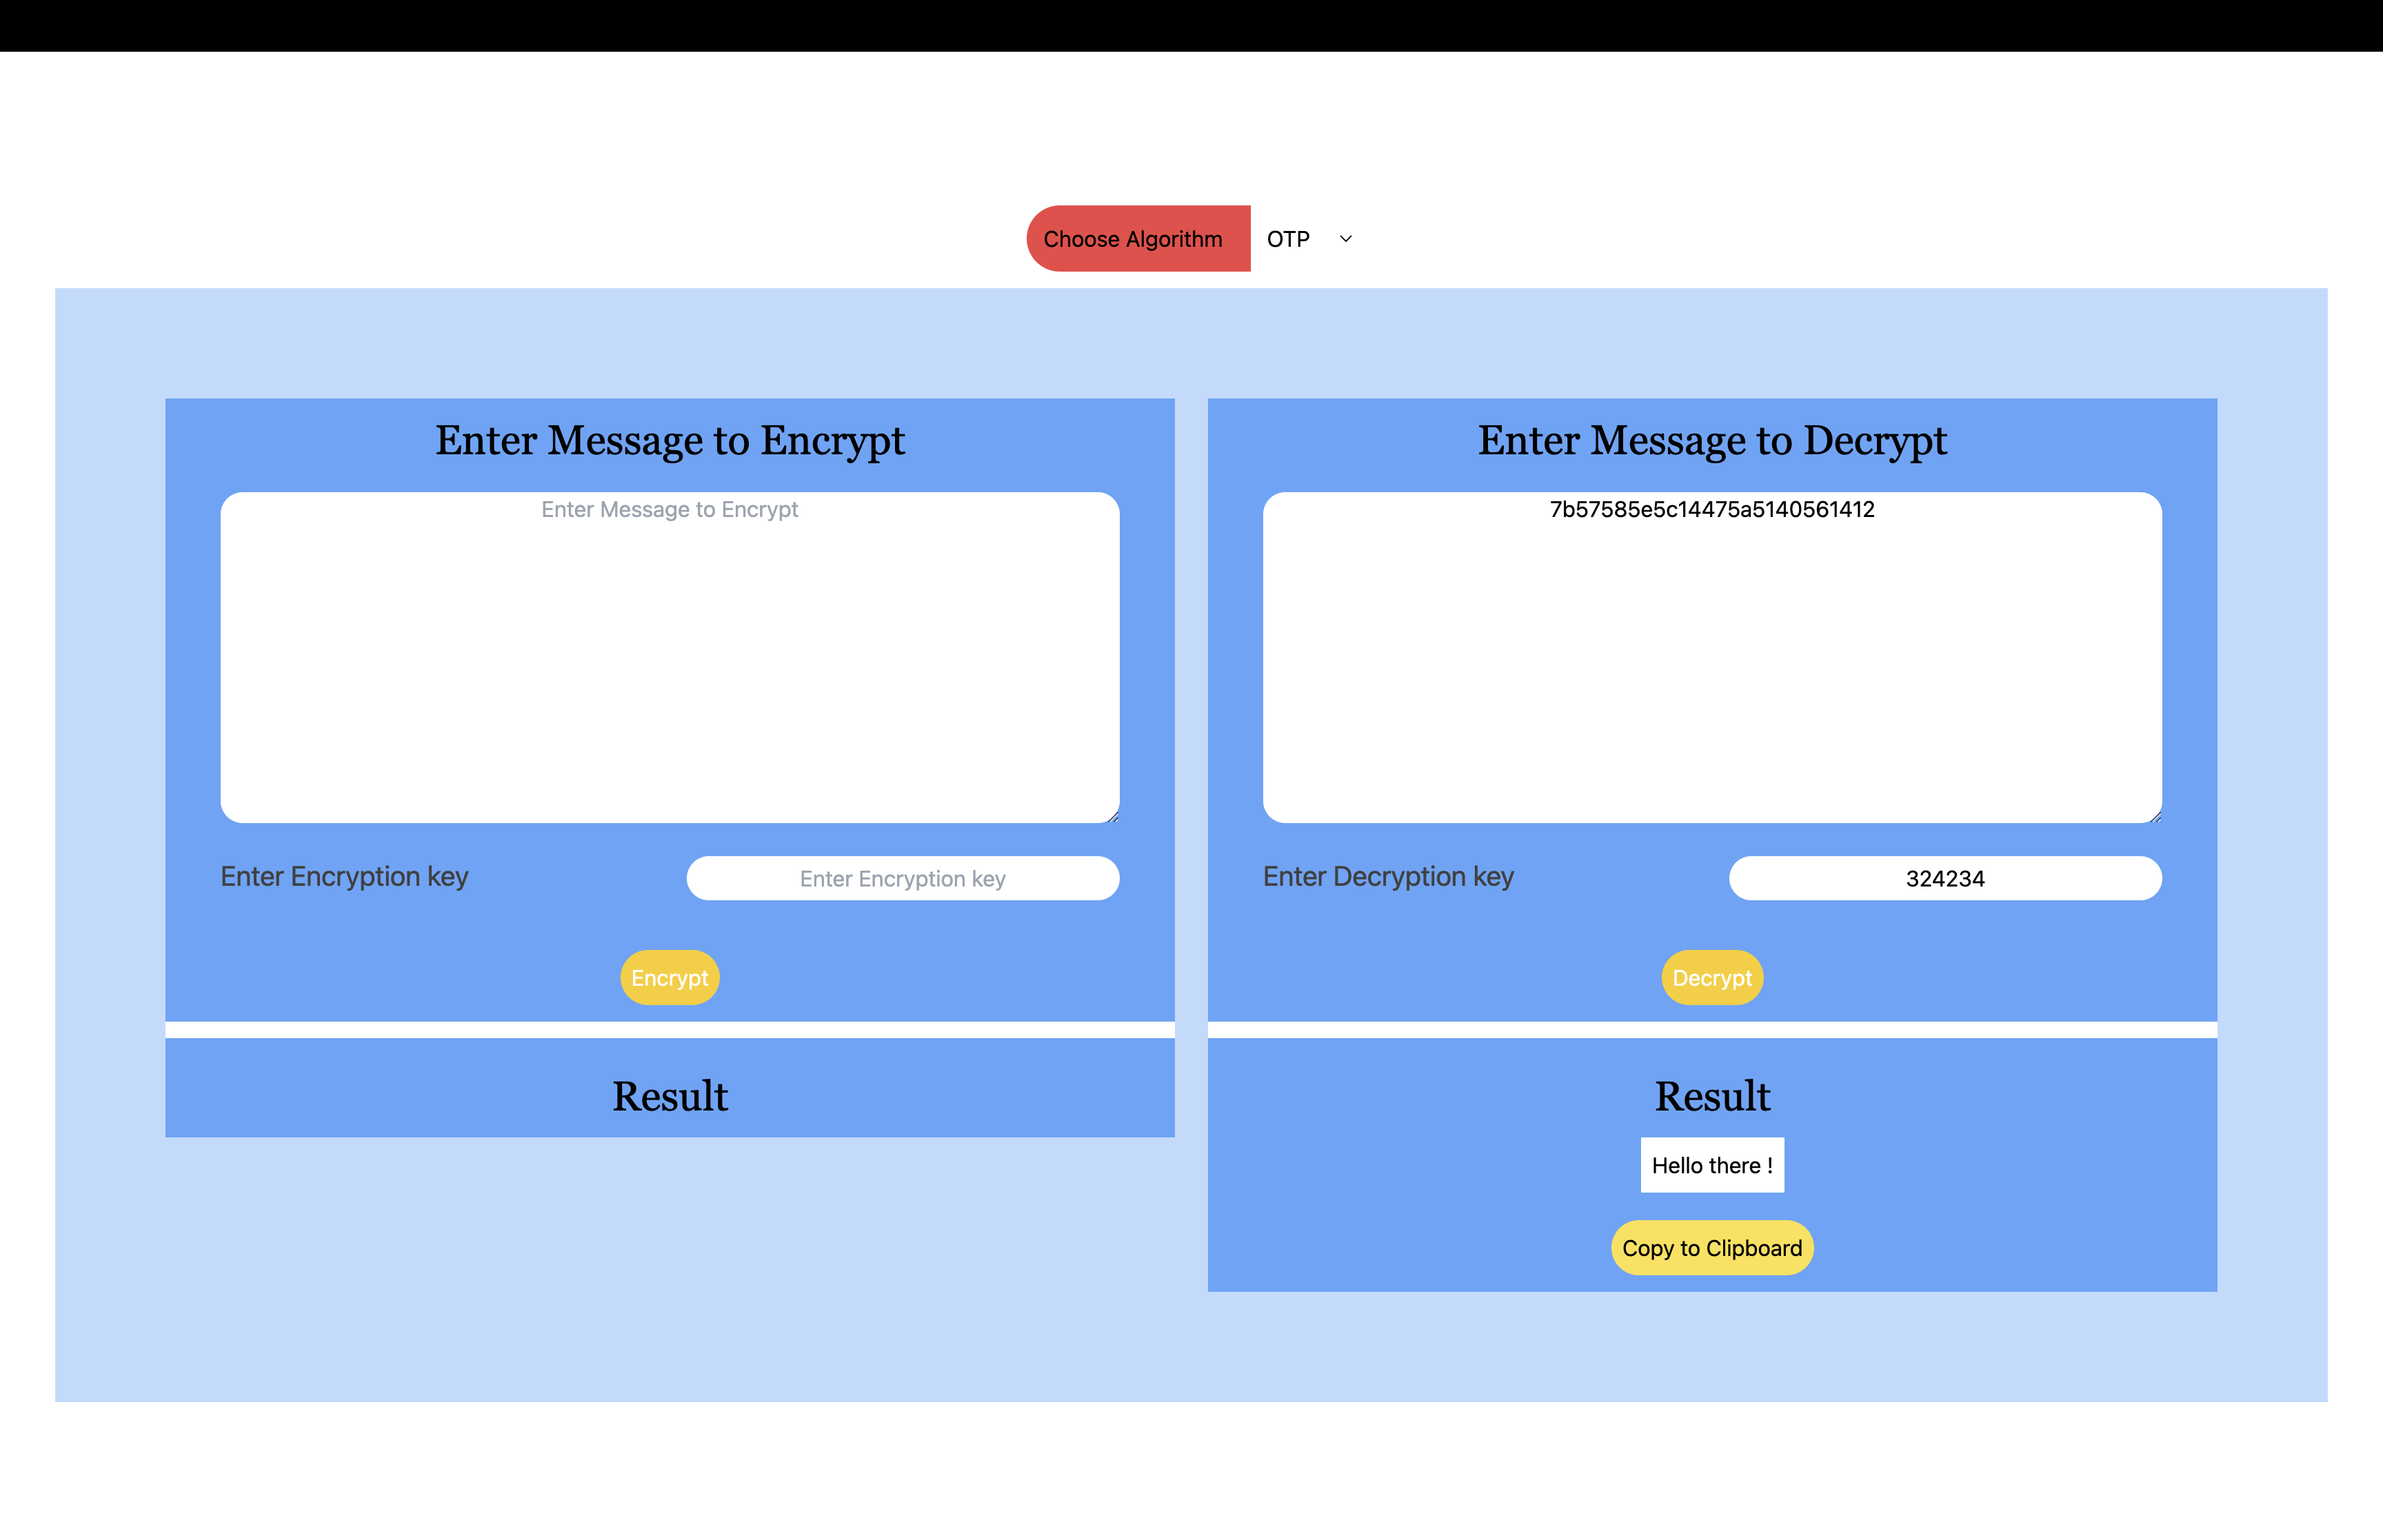 Choose Algorithm OTP
Enter Message to Encrypt
Enter Message to Encrypt
Enter Encryption key Enter Encryption key
Encrypt
Result
Enter Message to Decrypt
7b57585e5c14475a5140561412
Enter Decryption key 324234
Decrypt
Result
Hello there !
Copy to Clipboard